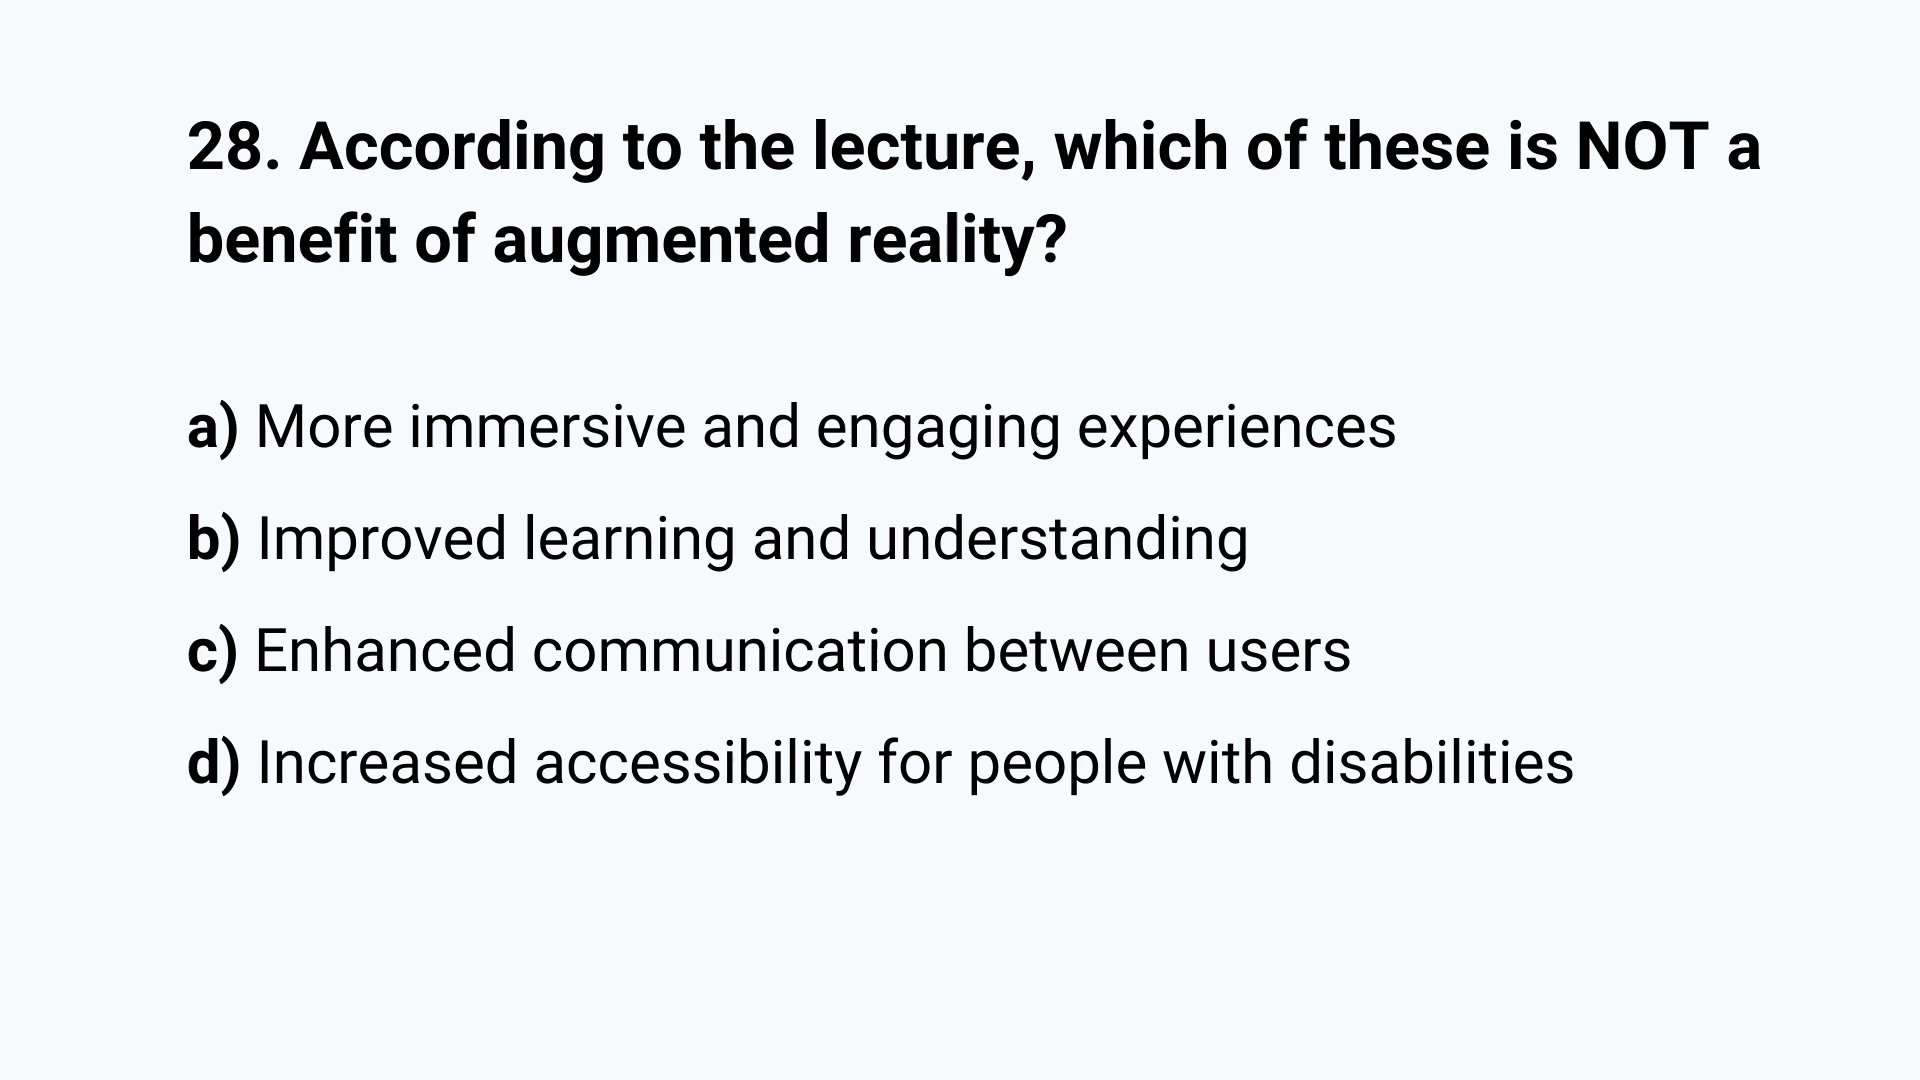 28. According to the lecture, which of these is NOT a
benefit of augmented reality?
a) More immersive and engaging experiences
b) Improved learning and understanding
c) Enhanced communication between users
d) Increased accessibility for people with disabilities